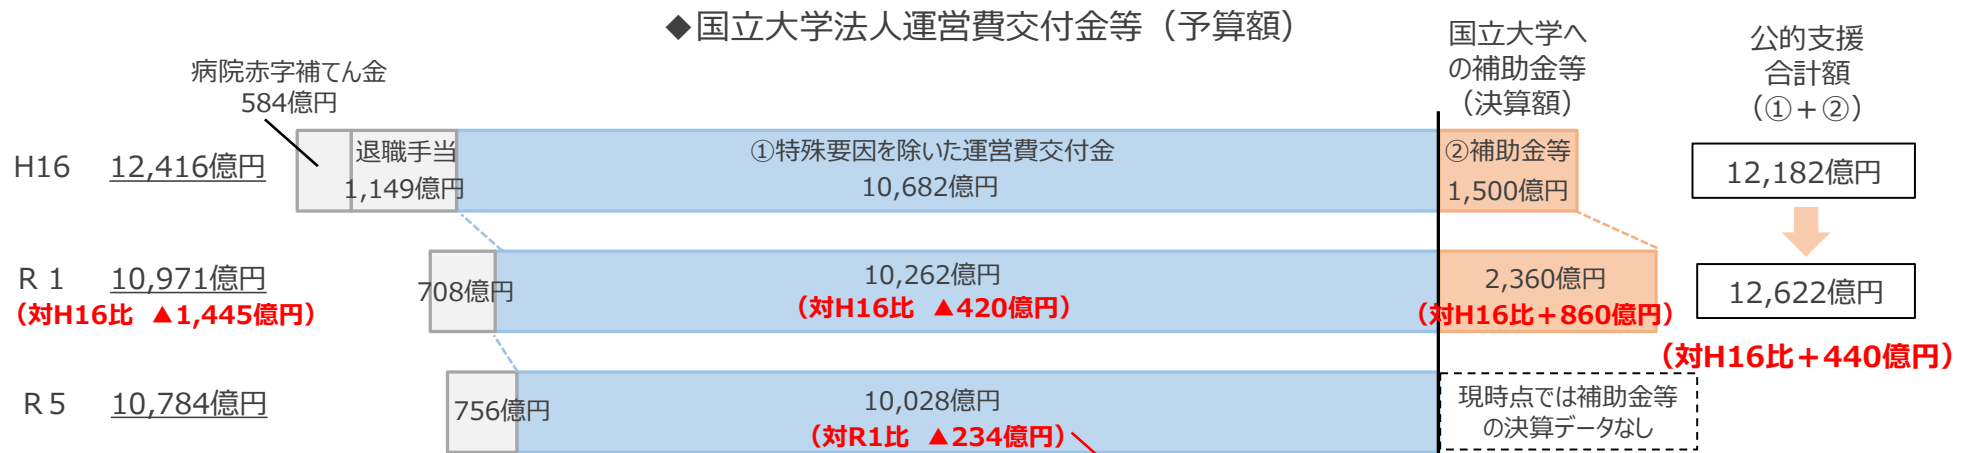 ◆国立大学法人運営費交付金等（予算額）
国立大学へ
の補助金等
（決算額）
公的支援
合計額
（①＋②）
病院赤字補てん金
584億円
H16 12,416億円
退職手当
1,149億円
①特殊要因を除いた運営費交付金
10,682億円
②補助金等
1,500億円
12,182億円
R 1 10,971億円
（対H16比 ▲1,445億円）
708億円
10,262億円
（対H16比 ▲420億円）
2,360億円
（対H16比＋860億円）
12,622億円
（対H16比＋440億円）
R 5 10,784億円
756億円
10,028億円
（対R1比 ▲234億円）
現時点では補助金等
の決算データなし